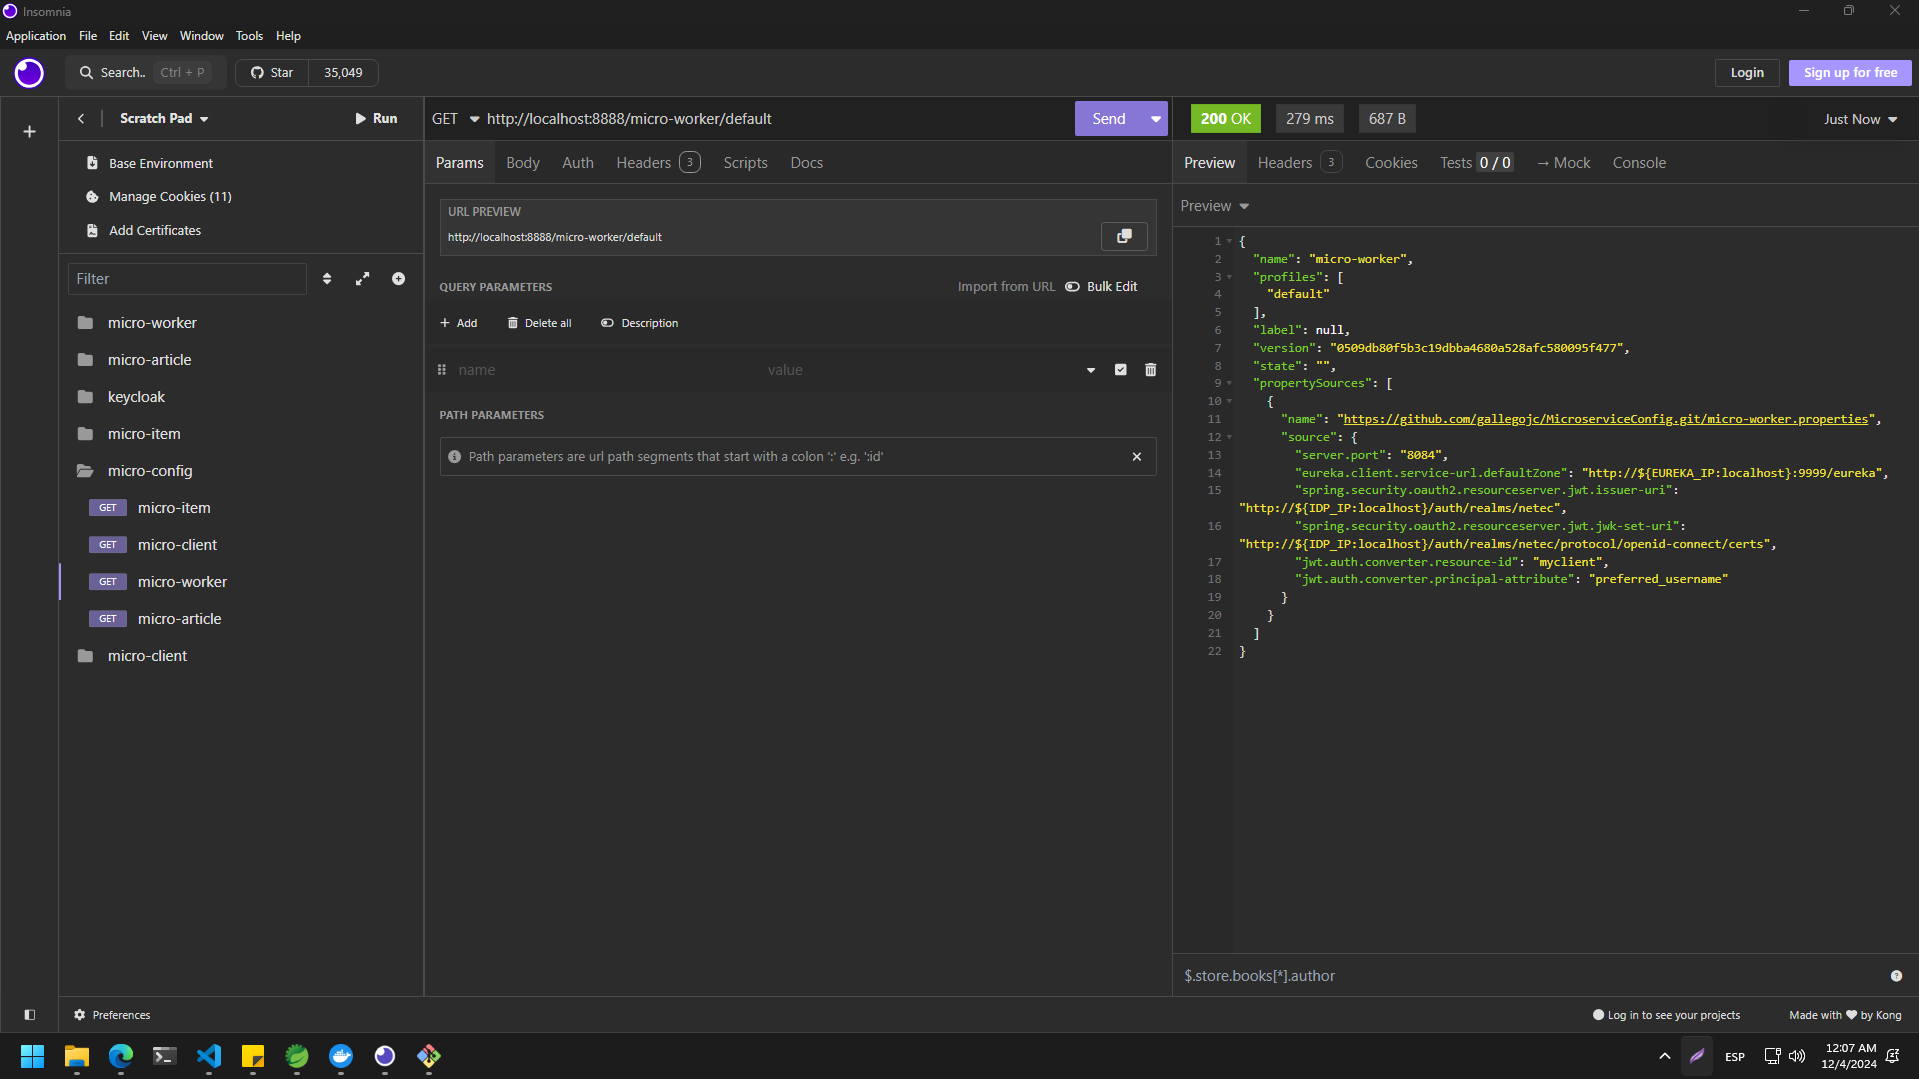 Insomnia
Application File Edit View Window Tools Help
Search.. Ctrl + P Star 35,049 Login Sign up for free
Scratch Pad Run
Base Environment
Manage Cookies (11)
Add Certificates
Filter
micro-worker
micro-article
keycloak
micro-item
micro-config
GET micro-item
GET micro-client
GET micro-worker
GET micro-article
micro-client
GET http://localhost:8888/micro-worker/default Send
Params Body Auth Headers 3 Scripts Docs
URL PREVIEW
http://localhost:8888/micro-worker/default
QUERY PARAMETERS Import from URL Bulk Edit
+ Add Delete all Description
name value
PATH PARAMETERS
Path parameters are url path segments that start with a colon ':' e.g. ':id'
200 OK 279 ms 687 B Just Now
Preview Headers 3 Cookies Tests 0 / 0 → Mock Console
Preview
1 {
2 "name": "micro-worker",
3 "profiles": [
4 "default"
5 ],
6 "label": null,
7 "version": "0509db80f5b3c19dbba4680a528afc580095f477",
8 "state": "",
9 "propertySources": [
10 {
11 "name": "https://github.com/gallegojc/MicroserviceConfig.git/micro-worker.properties",
12 "source": {
13 "server.port": "8084",
14 "eureka.client.service-url.defaultZone": "http://${EUREKA_IP:localhost}:9999/eureka",
15 "spring.security.oauth2.resourceserver.jwt.issuer-uri":
"http://${IDP_IP:localhost}/auth/realms/netec",
16 "spring.security.oauth2.resourceserver.jwt.jwk-set-uri":
"http://${IDP_IP:localhost}/auth/realms/netec/protocol/openid-connect/certs",
17 "jwt.auth.converter.resource-id": "myclient",
18 "jwt.auth.converter.principal-attribute": "preferred_username"
19 }
20 }
21 ]
22 }
$.store.books[*].author
Preferences
Log in to see your projects Made with ♥ by Kong
ESP 12:07 AM
12/4/2024